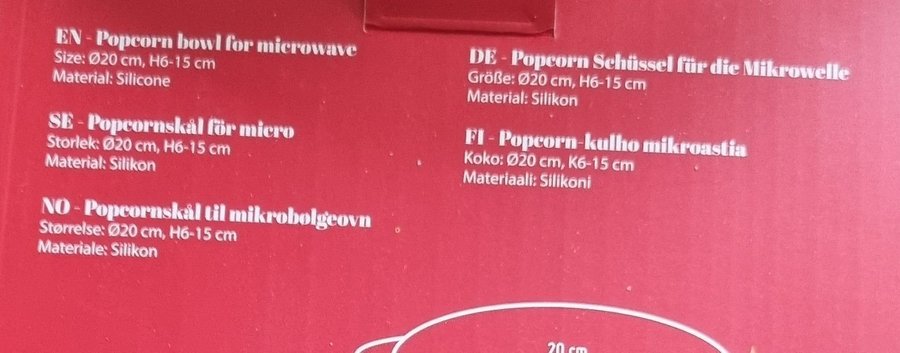 EN - Popcorn bowl for microwave
Size: Ø20 cm, H6-15 cm
Material: Silicone
SE - Popcornskål för micro
Storlek: Ø20 cm, H6-15 cm
Material: Silikon
NO - Popcornskål til mikrobølgeovn
Størrelse: Ø20 cm, H6-15 cm
Materiale: Silikon
DE - Popcorn Schüssel für die Mikrowelle
Größe: Ø20 cm, H6-15 cm
Material: Silikon
FI - Popcorn-kulho mikroastia
Koko: Ø20 cm, K6-15 cm
Materiaali: Silikoni
20 cm